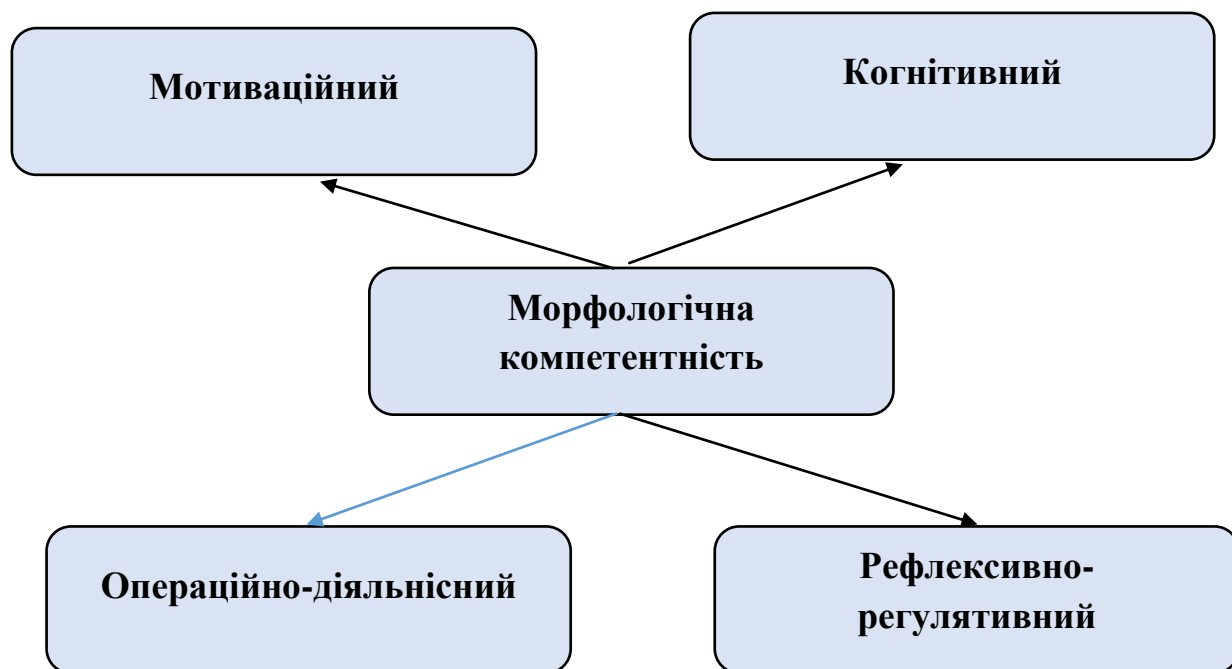 Мотиваційний
Когнітивний
Морфологічна
компетентність
Операційно-діяльнісний
Рефлексивно-
регулятивний